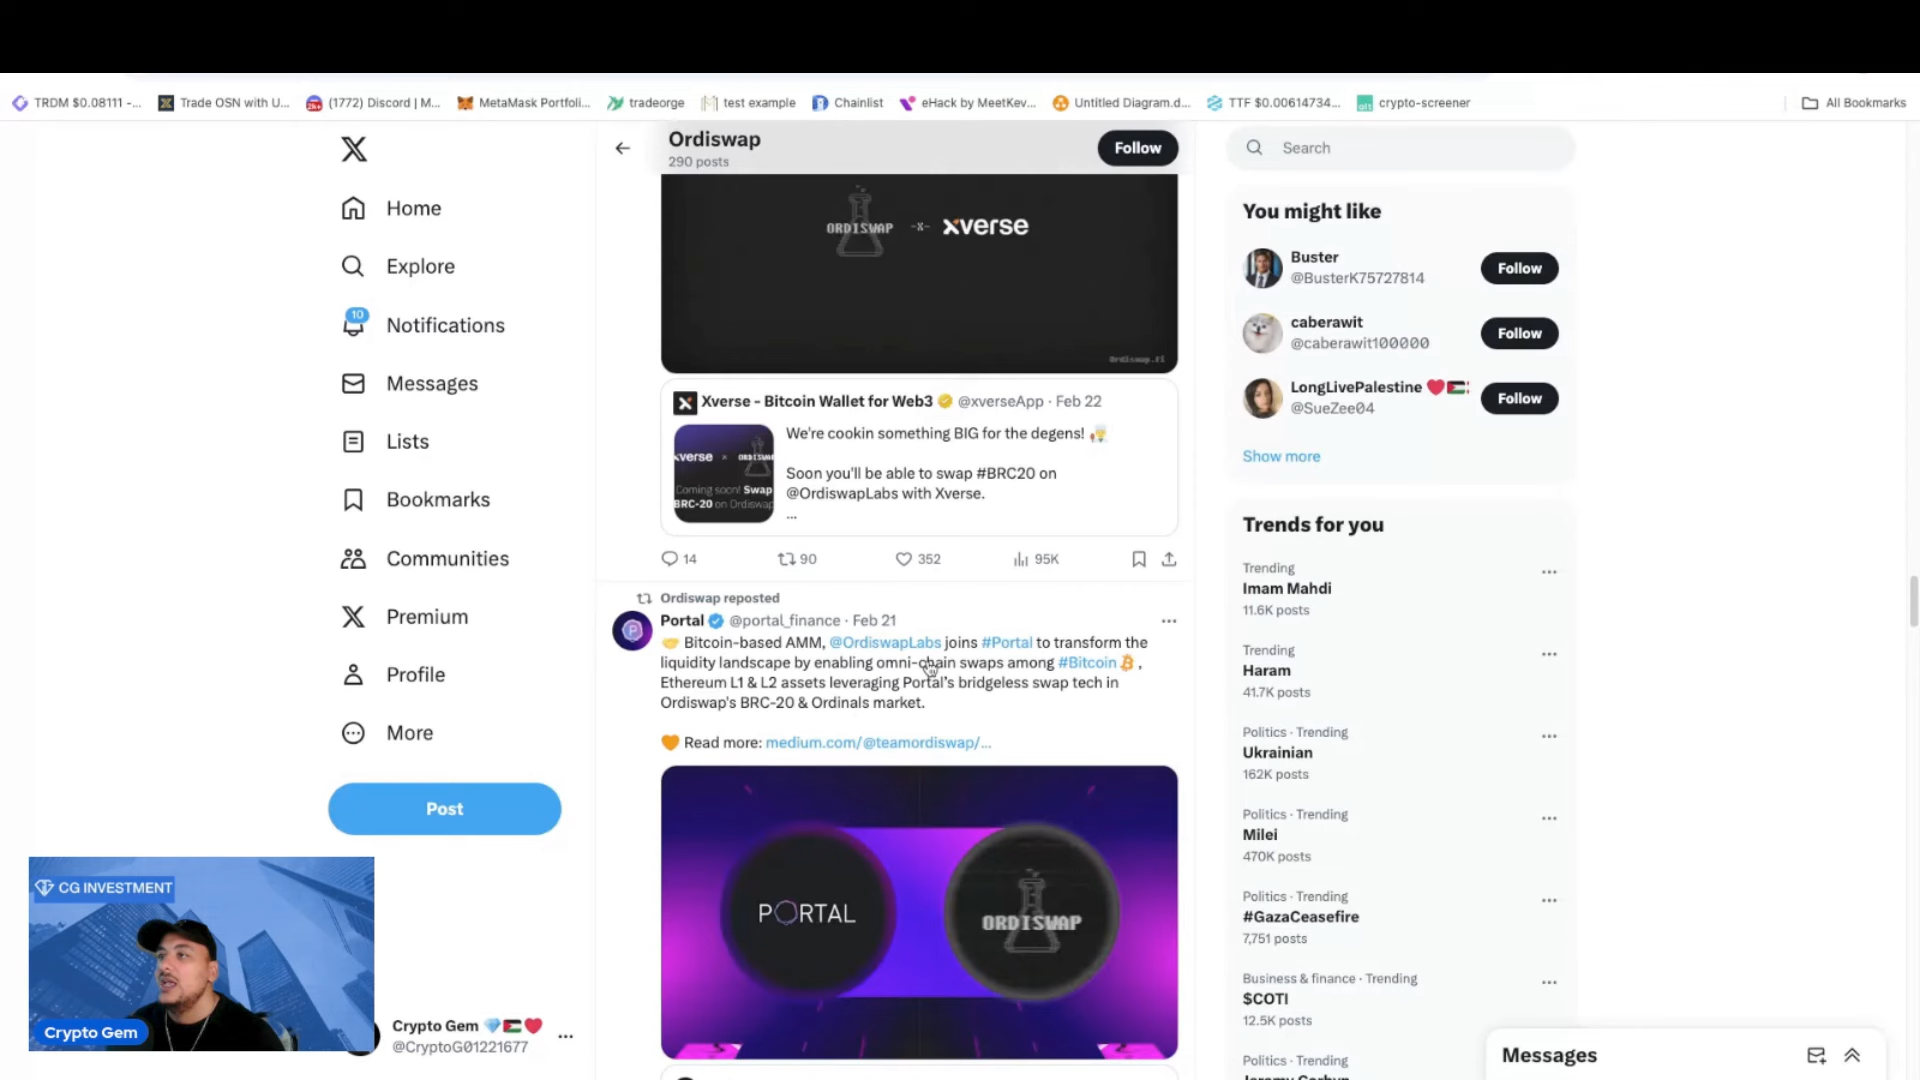 TRDM $0.08111 -...
Trade OSN with U...
(1772) Discord | M...
MetaMask Portfoli...
tradeorge
test example
Chainlist
eHack by MeetKev...
Untitled Diagram.d...
TTF $0.00614734...
crypto-screener
All Bookmarks
Home
Explore
10
Notifications
Messages
Lists
Bookmarks
Communities
Premium
Profile
More
Post
CG INVESTMENT
Crypto Gem
Crypto Gem
@CryptoG01221677
Ordiswap
290 posts
Follow
ORDISWAP -X- xverse
Ordiswap.fi
Xverse - Bitcoin Wallet for Web3 @xverseApp · Feb 22
We're cookin something BIG for the degens!
Soon you'll be able to swap #BRC20 on
@OrdiswapLabs with Xverse.
...
xverse × ORDISWAP
Coming soon! Swap
BRC-20 on Ordiswap
14 90 352 95K
Ordiswap reposted
Portal @portal_finance · Feb 21
Bitcoin-based AMM, @OrdiswapLabs joins #Portal to transform the
liquidity landscape by enabling omni-chain swaps among #Bitcoin ,
Ethereum L1 & L2 assets leveraging Portal's bridgeless swap tech in
Ordiswap's BRC-20 & Ordinals market.
Read more: medium.com/@teamordiswap/...
PORTAL
ORDISWAP
Search
You might like
Buster
@BusterK75727814
Follow
caberawit
@caberawit100000
Follow
LongLivePalestine
@SueZee04
Follow
Show more
Trends for you
Trending
Imam Mahdi
11.6K posts
Trending
Haram
41.7K posts
Politics · Trending
Ukrainian
162K posts
Politics · Trending
Milei
470K posts
Politics · Trending
#GazaCeasefire
7,751 posts
Business & finance · Trending
$COTI
12.5K posts
Politics · Trending
Messages